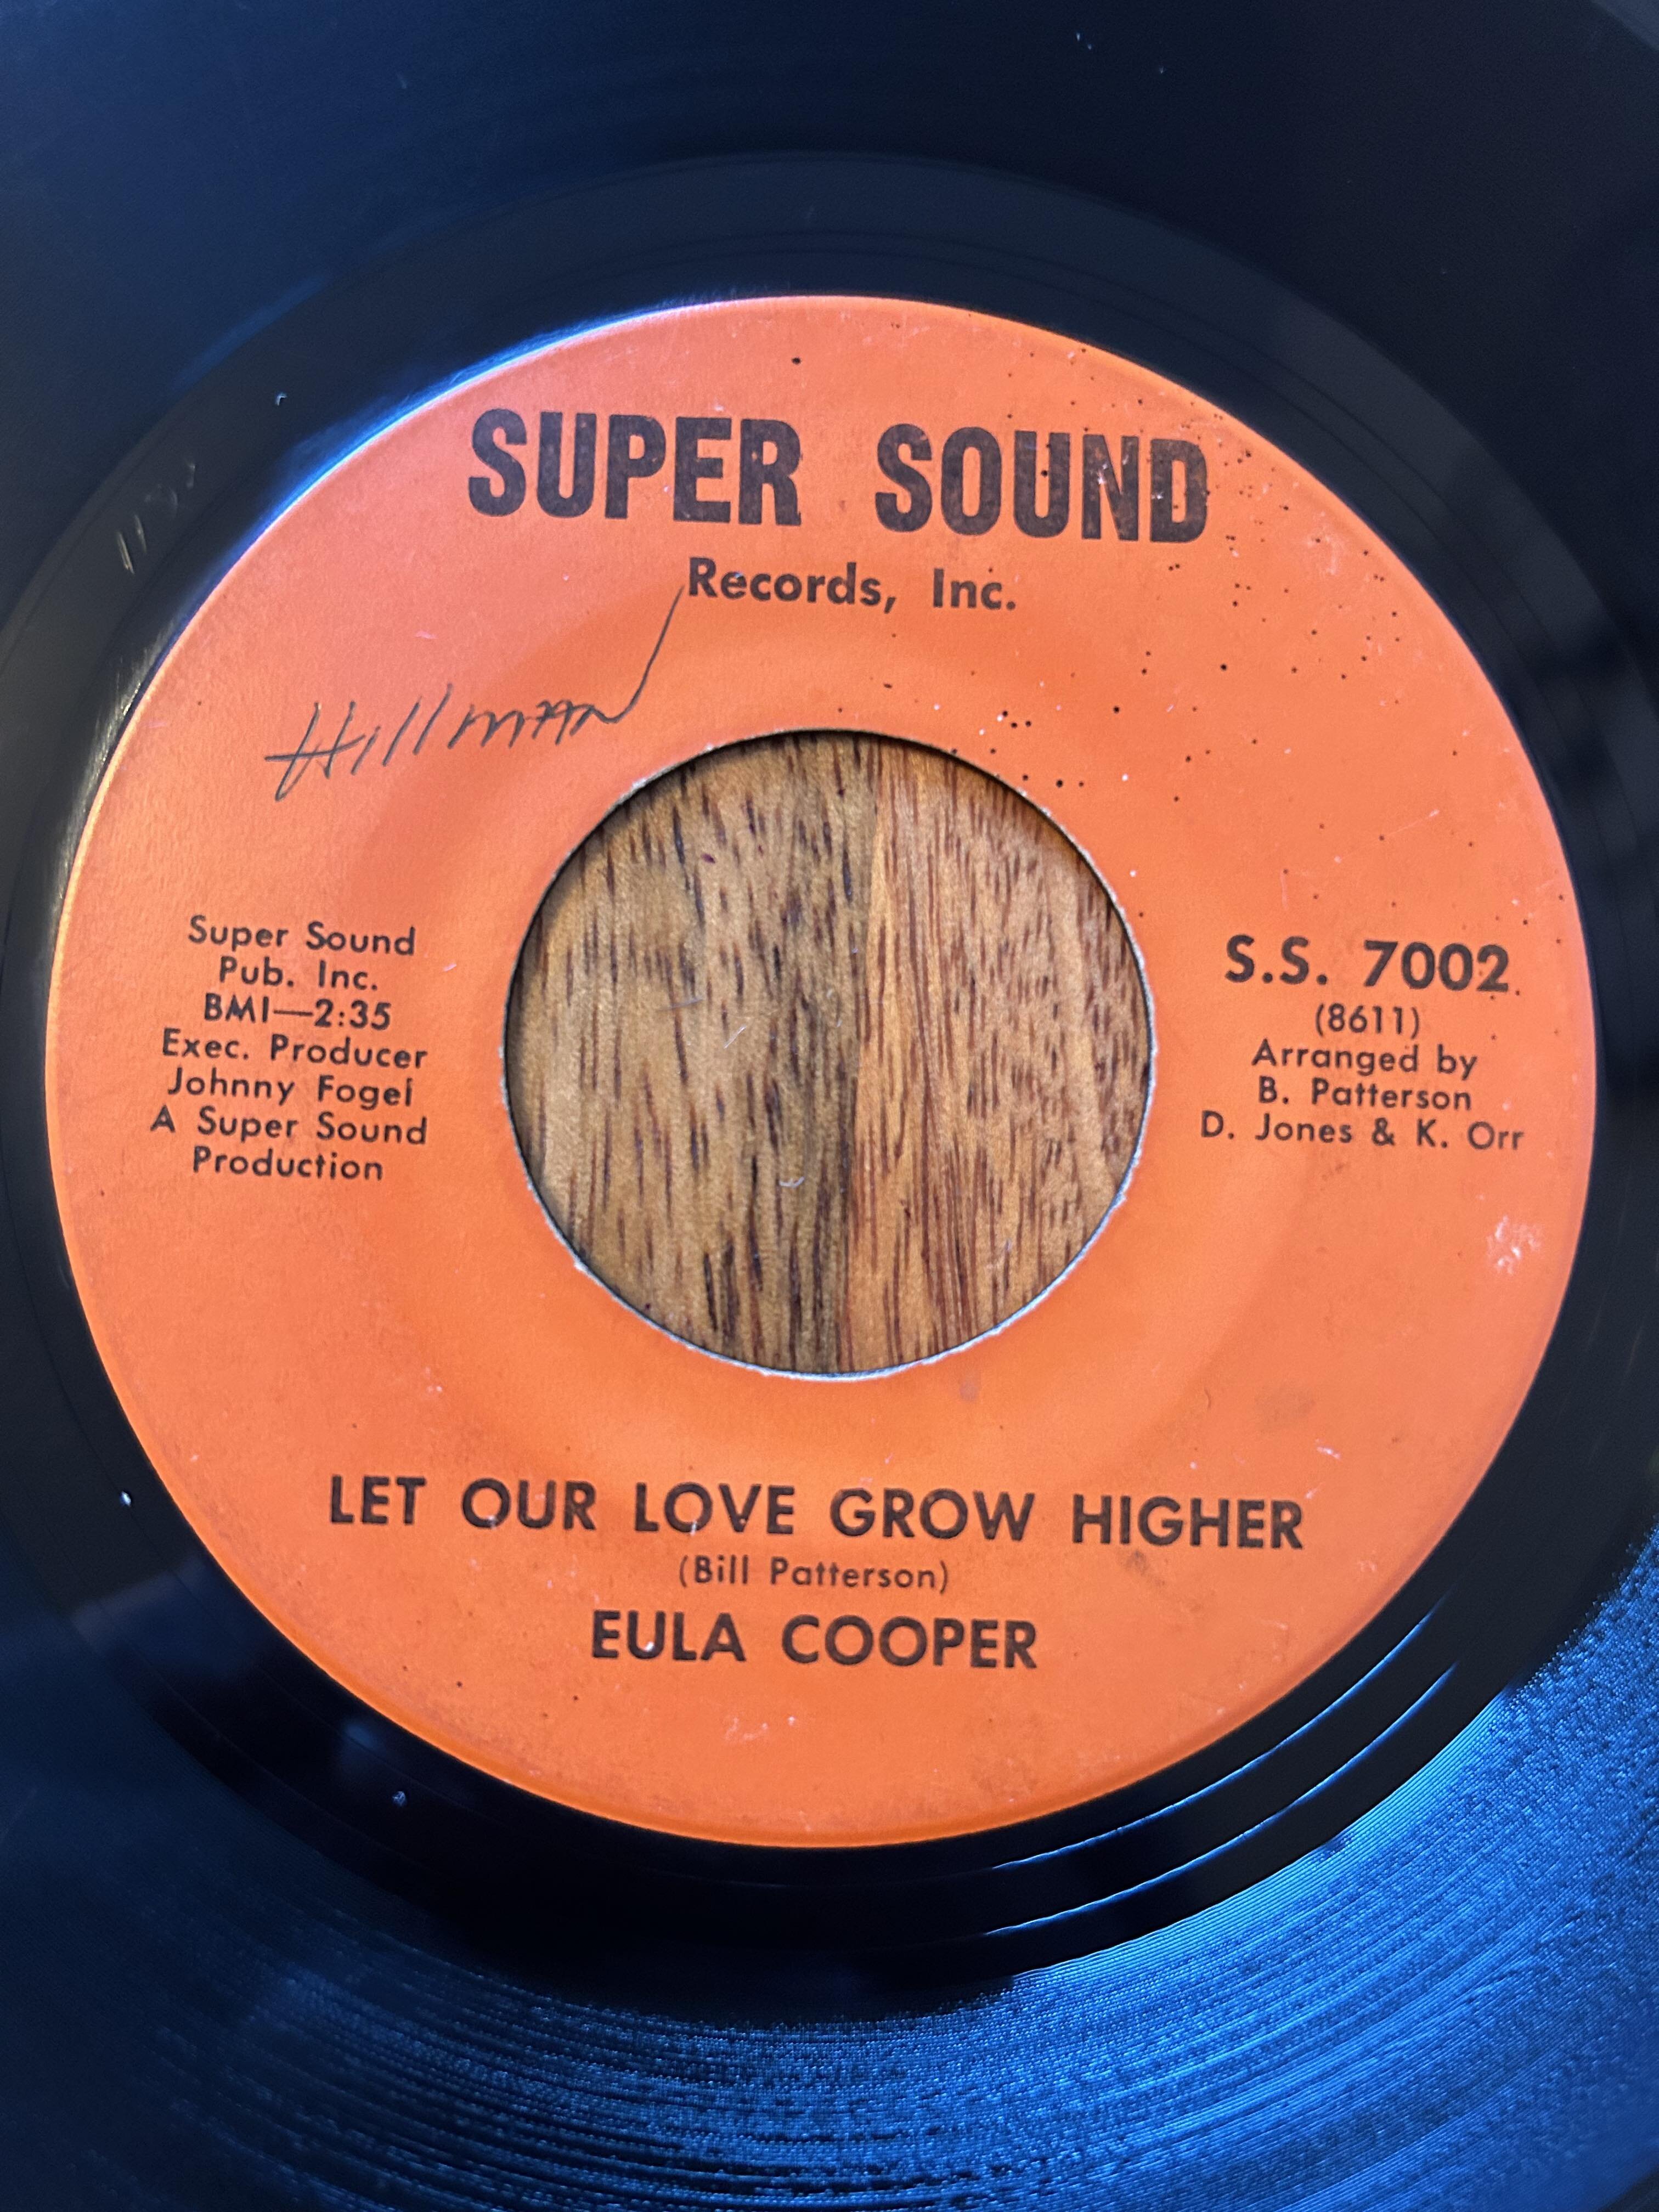 SUPER SOUND
Records, Inc.
Hillman
Super Sound
Pub. Inc.
BMI—2:35
Exec. Producer
Johnny Fogel
A Super Sound
Production
S.S. 7002
(8611)
Arranged by
B. Patterson
D. Jones & K. Orr
LET OUR LOVE GROW HIGHER
(Bill Patterson)
EULA COOPER